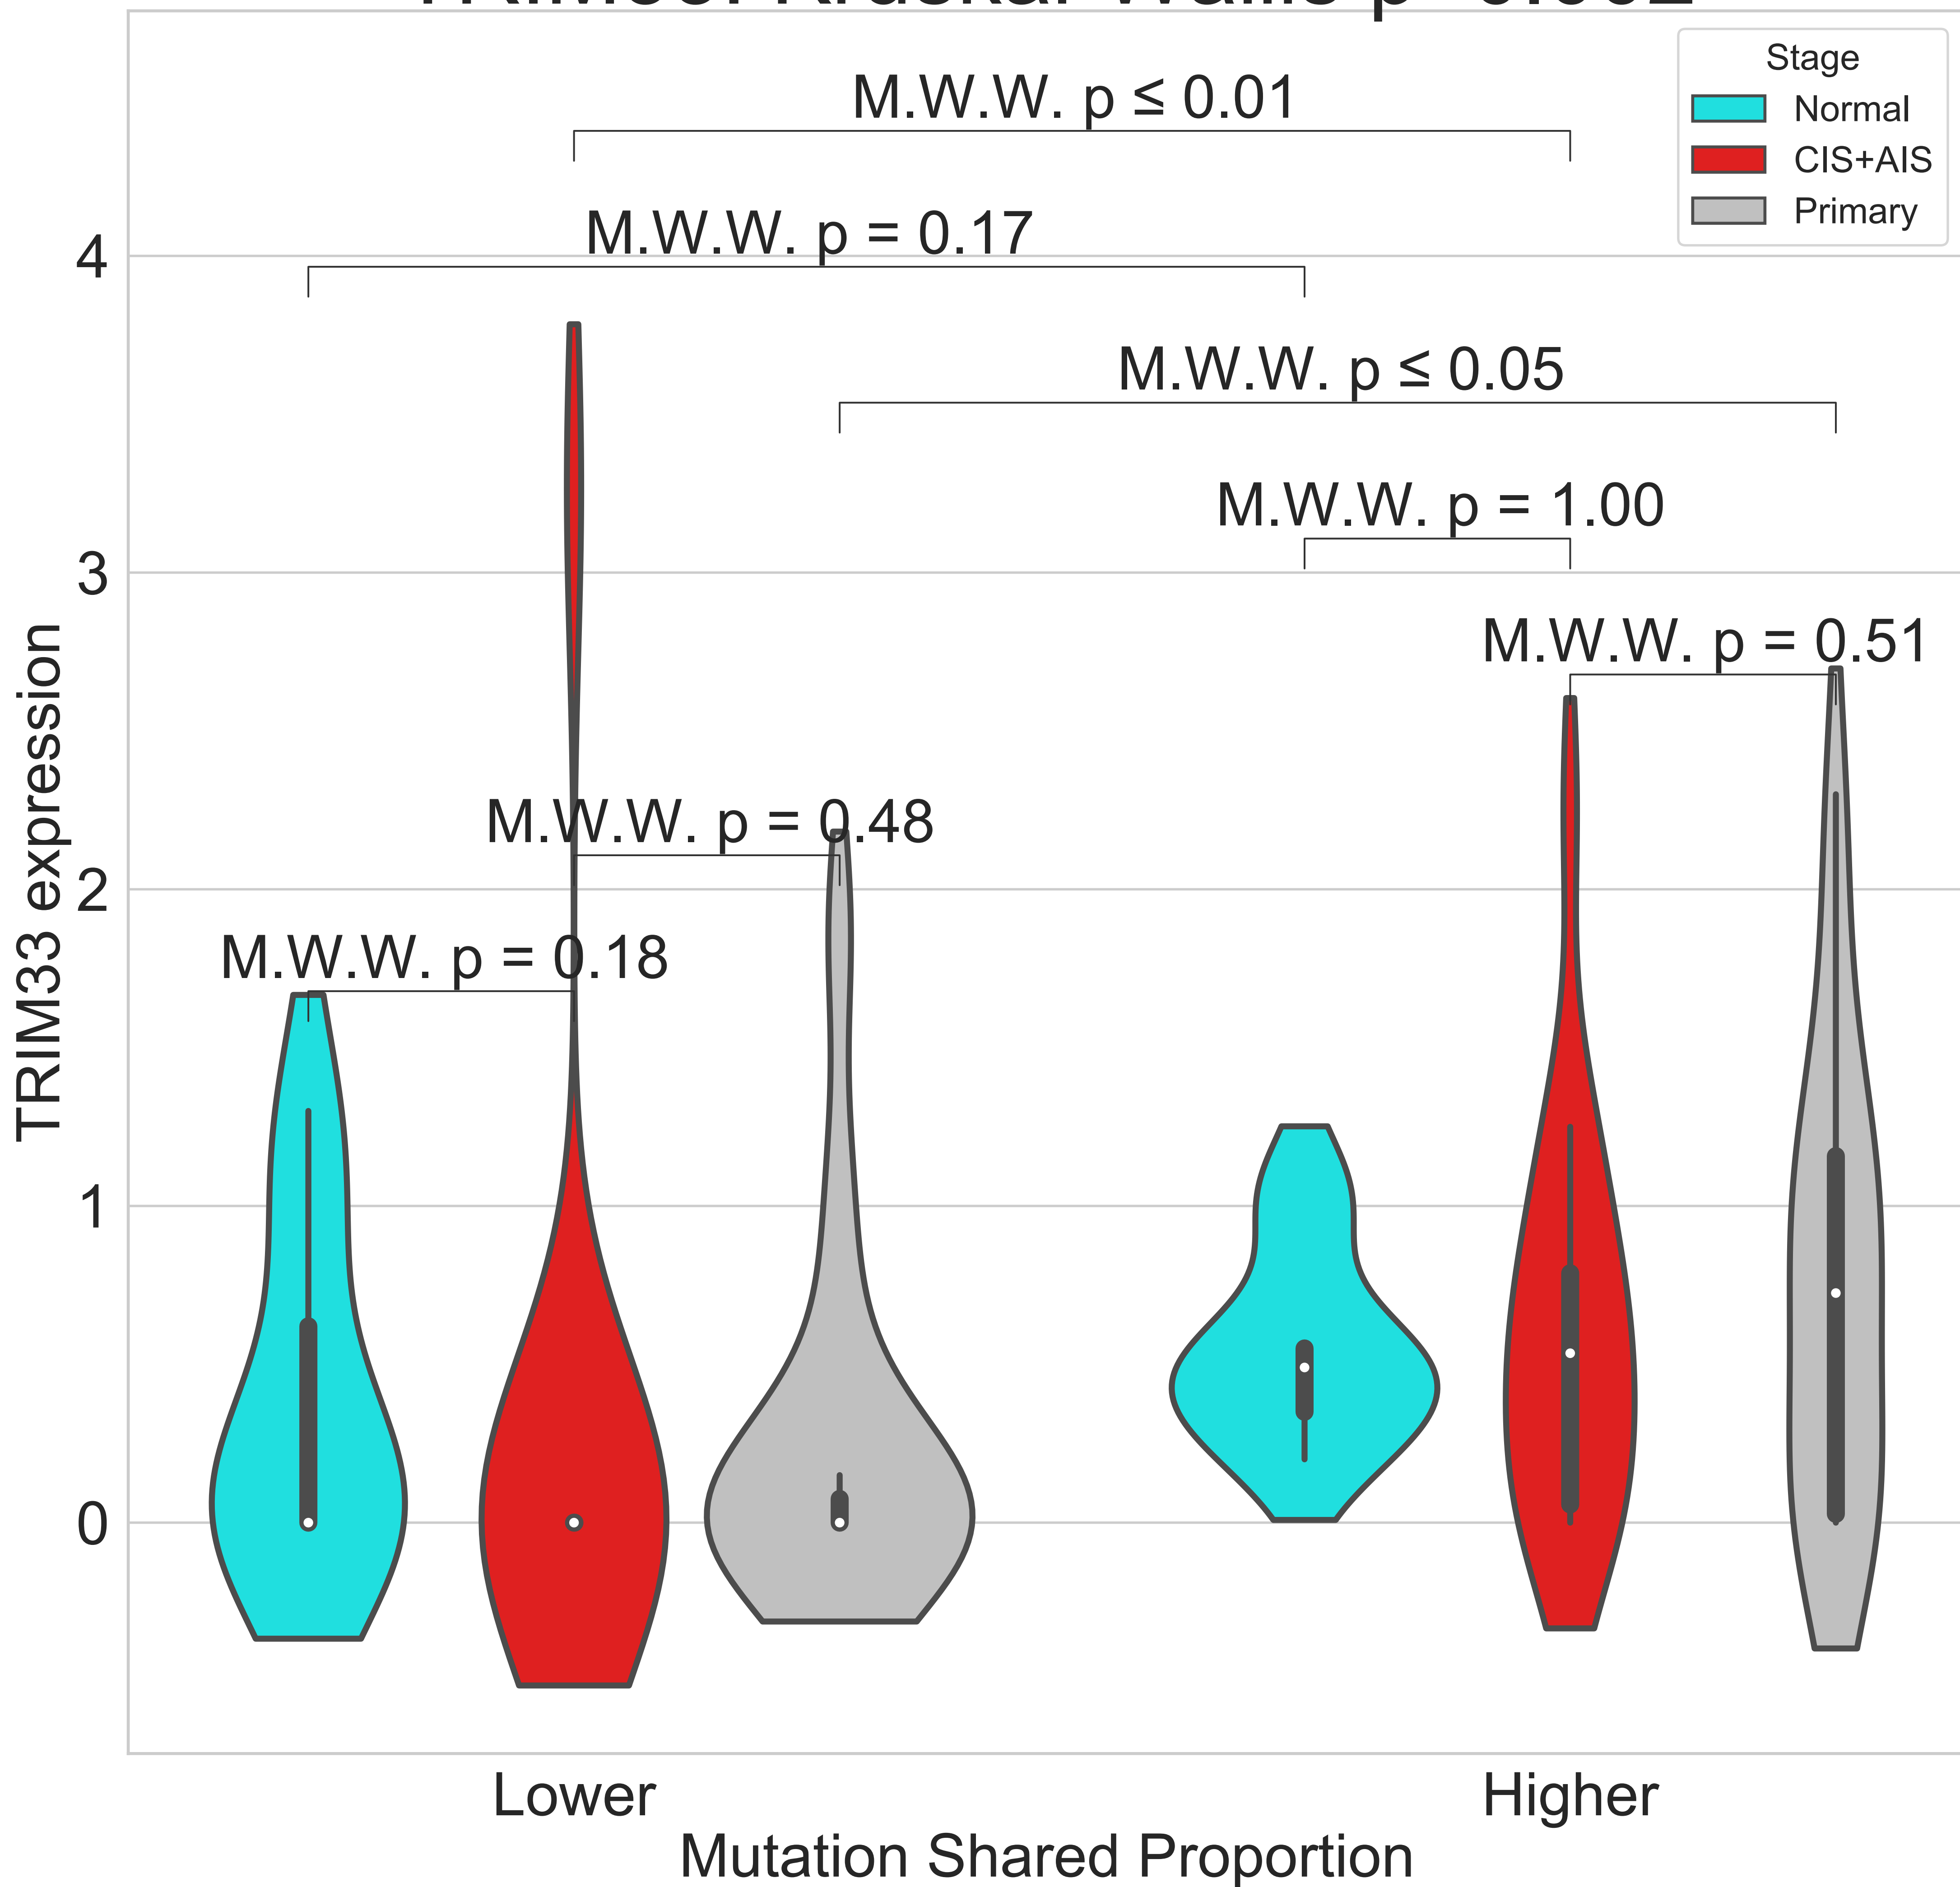 Stage
Normal
CIS+AIS
Primary
M.W.W. p ≤ 0.01
M.W.W. p = 0.17
M.W.W. p ≤ 0.05
M.W.W. p = 1.00
M.W.W. p = 0.51
M.W.W. p = 0.48
M.W.W. p = 0.18
4
3
2
1
0
TRIM33 expression
Lower
Higher
Mutation Shared Proportion